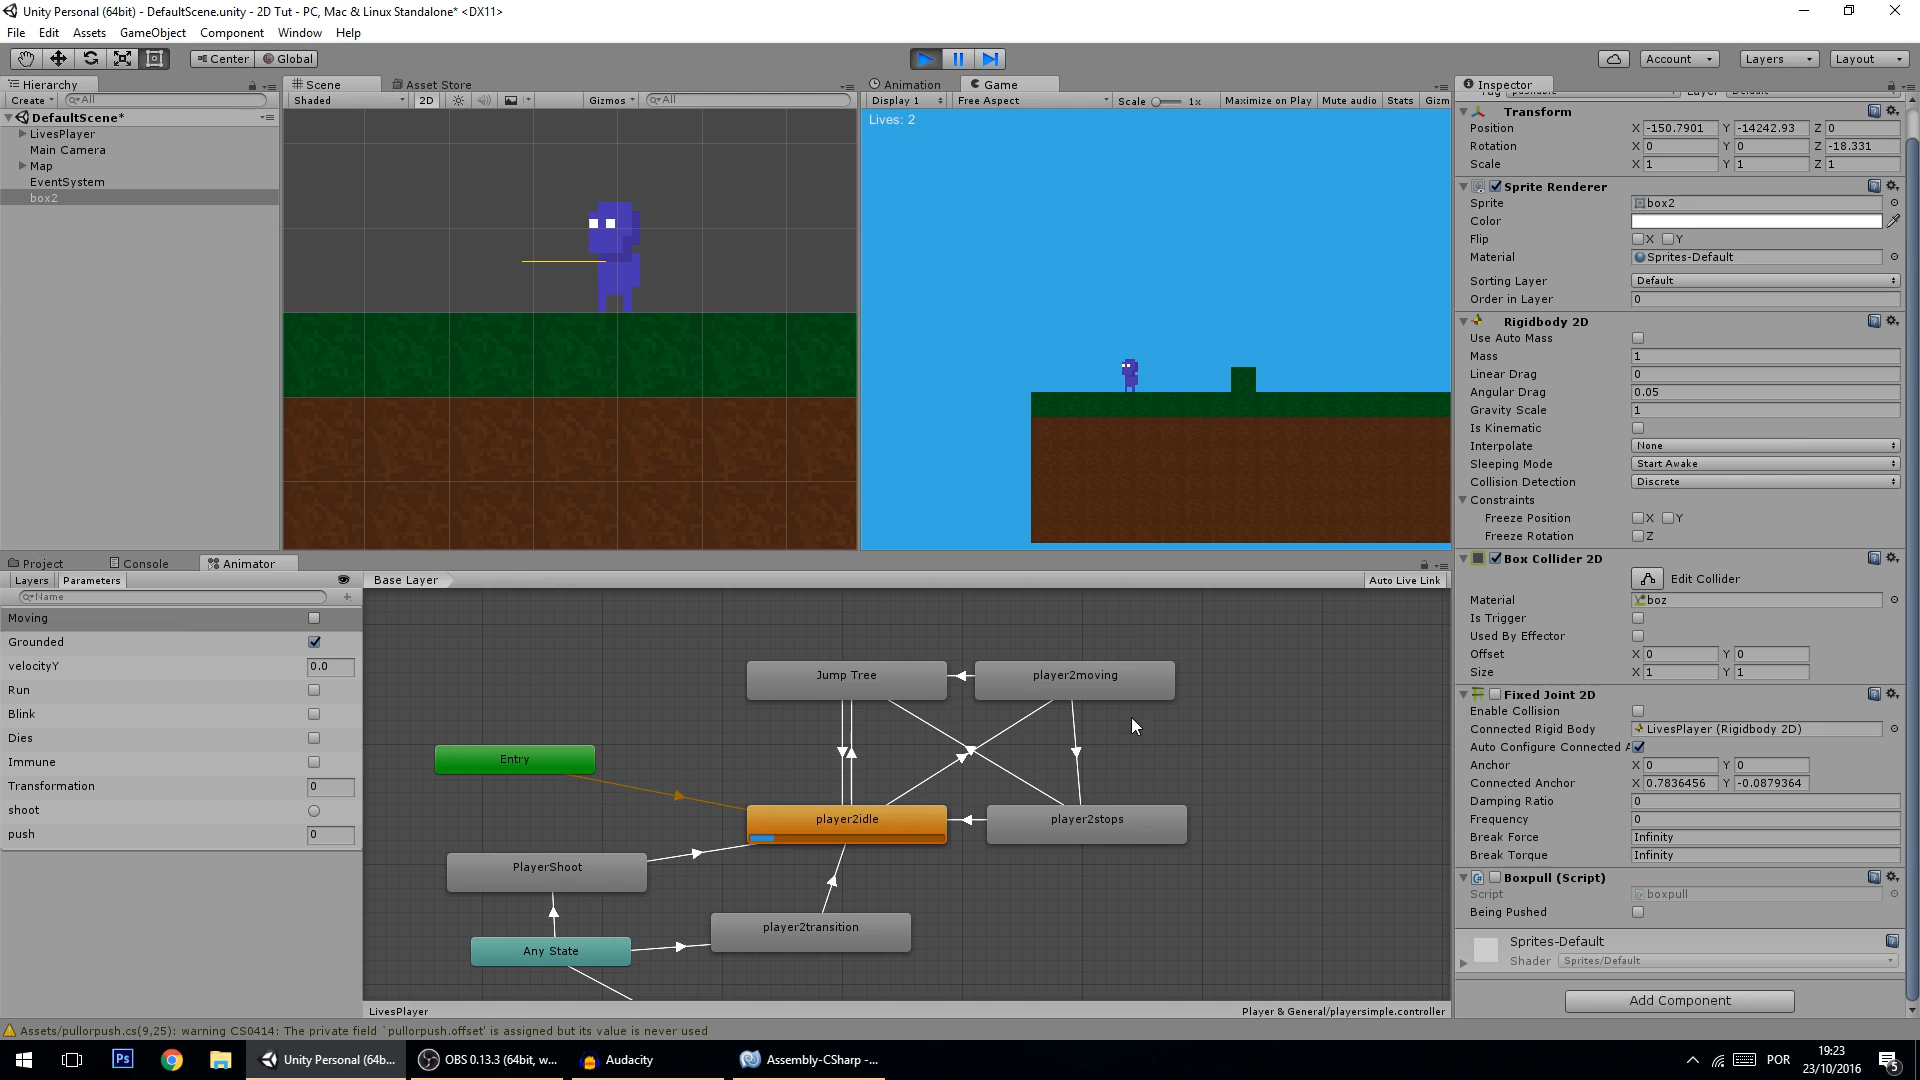 Unity Personal (64bit) - DefaultScene.unity - 2D Tut - PC, Mac & Linux Standalone* <DX11>
File Edit Assets GameObject Component Window Help
Center Global Account Layers Layout
Hierarchy
Create All
DefaultScene*
LivesPlayer
Main Camera
Map
EventSystem
box2
Scene Asset Store
Shaded 2D Gizmos All
Animation Game
Display 1 Free Aspect Scale 1x Maximize on Play Mute audio Stats Gizm
Lives: 2
Inspector
Transform
Position X -150.7901 Y -14242.93 Z 0
Rotation X 0 Y 0 Z -18.331
Scale X 1 Y 1 Z 1
Sprite Renderer
Sprite box2
Color
Flip X Y
Material Sprites-Default
Sorting Layer Default
Order in Layer 0
Rigidbody 2D
Use Auto Mass
Mass 1
Linear Drag 0
Angular Drag 0.05
Gravity Scale 1
Is Kinematic
Interpolate None
Sleeping Mode Start Awake
Collision Detection Discrete
Constraints
Freeze Position X Y
Freeze Rotation Z
Box Collider 2D
Edit Collider
Material boz
Is Trigger
Used By Effector
Offset X 0 Y 0
Size X 1 Y 1
Fixed Joint 2D
Enable Collision
Connected Rigid Body LivesPlayer (Rigidbody 2D)
Auto Configure Connected A
Anchor X 0 Y 0
Connected Anchor X 0.7836456 Y -0.0879364
Damping Ratio 0
Frequency 0
Break Force Infinity
Break Torque Infinity
Boxpull (Script)
Script boxpull
Being Pushed
Sprites-Default
Shader Sprites/Default
Add Component
Project Console Animator
Layers Parameters Base Layer Auto Live Link
Name
Moving
Grounded
velocityY 0.0
Run
Blink
Dies
Immune
Transformation 0
shoot
push 0
Jump Tree player2moving
Entry
player2idle player2stops
PlayerShoot
player2transition
Any State
LivesPlayer Player & General/playersimple.controller
Assets/pullorpush.cs(9,25): warning CS0414: The private field `pullorpush.offset' is assigned but its value is never used
Ps Unity Personal (64b... OBS 0.13.3 (64bit, w... Audacity Assembly-CSharp -... POR 19:23
23/10/2016 5